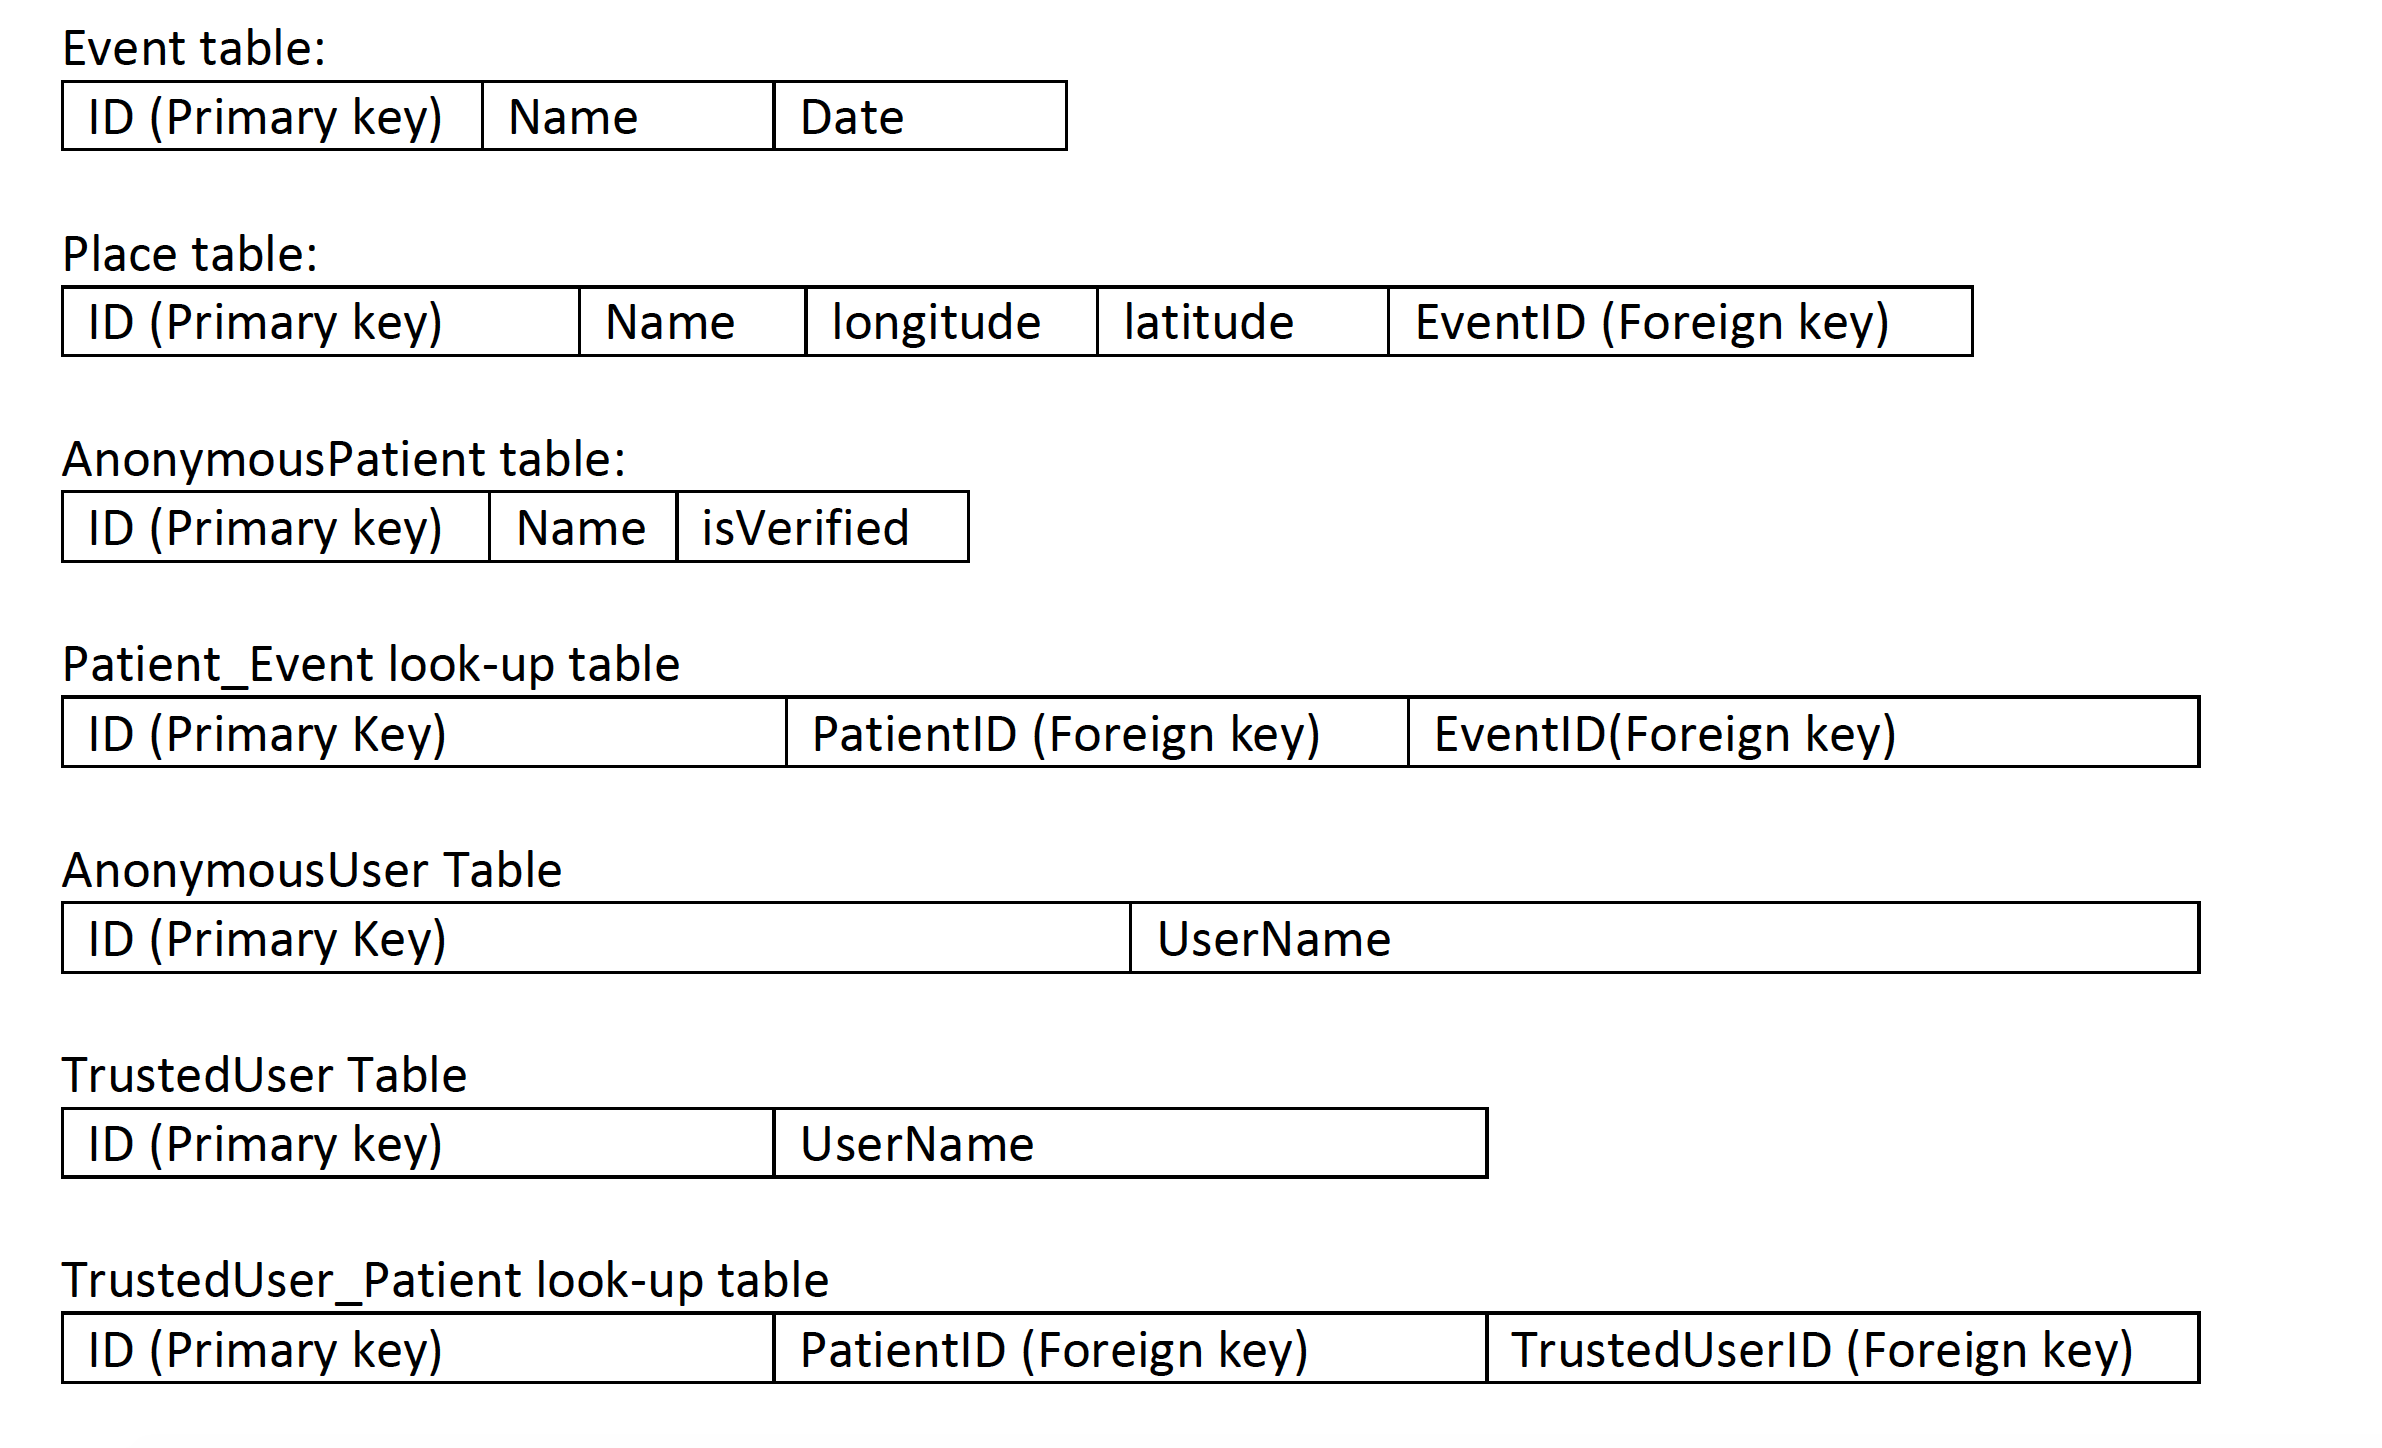 Event table:
ID (Primary key) Name Date
Place table:
ID (Primary key) Name longitude latitude EventID (Foreign key)
AnonymousPatient table:
ID (Primary key) Name isVerified
Patient_Event look-up table
ID (Primary Key) PatientID (Foreign key) EventID(Foreign key)
AnonymousUser Table
ID (Primary Key) UserName
TrustedUser Table
ID (Primary key) UserName
TrustedUser_Patient look-up table
ID (Primary key) PatientID (Foreign key) TrustedUserID (Foreign key)